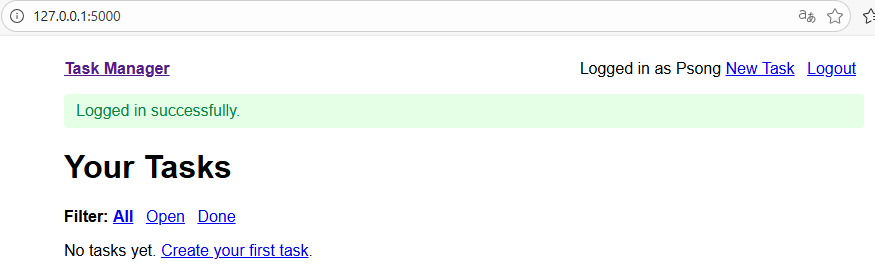 127.0.0.1:5000
Task Manager Logged in as Psong New Task Logout
Logged in successfully.
Your Tasks
Filter: All Open Done
No tasks yet. Create your first task.